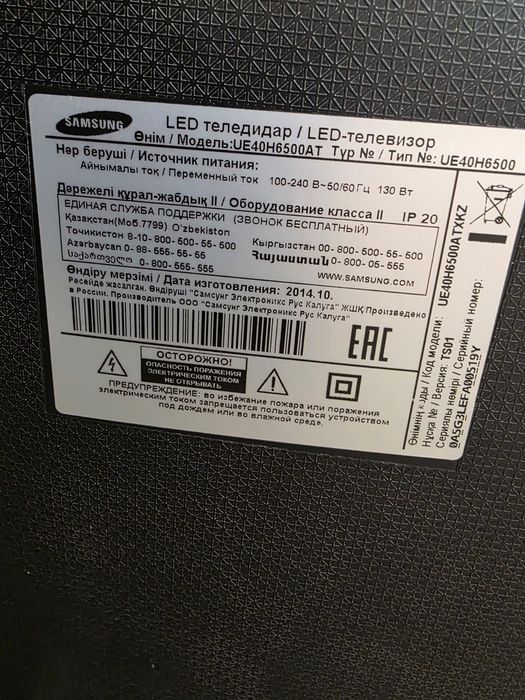 SAMSUNG
LED теледидар / LED-телевизор
Өнім / Модель:UE40H6500AT Түр № / Тип №: UE40H6500
Нәр беруші / Источник питания:
Айнымалы ток / Переменный ток 100-240 В~50/60 Гц 130 Вт
Дәрежелі құрал-жабдық II / Оборудование класса II IP 20
ЕДИНАЯ СЛУЖБА ПОДДЕРЖКИ (ЗВОНОК БЕСПЛАТНЫЙ)
Қазақстан(Моб.7799) O'zbekiston
Тоҷикистон 8-10-800-500-55-500 Кыргызстан 00-800-500-55-500
Azərbaycan 0-88-555-55-55 Հայաստան 0-800-05-555
საქართველო 0-800-555-555 WWW.SAMSUNG.COM
Өндіру мерзімі / Дата изготовления: 2014.10.
Ресейде жасалған. Өндіруші "Самсунг Электроникс Рус Калуга" ЖШҚ Произведено
в России. Производитель ООО "Самсунг Электроникс Рус Калуга"
EAC
ОСТОРОЖНО!
ОПАСНОСТЬ ПОРАЖЕНИЯ
ЭЛЕКТРИЧЕСКИМ ТОКОМ
НЕ ОТКРЫВАТЬ
ПРЕДУПРЕЖДЕНИЕ: во избежание пожара или поражения
электрическим током запрещается пользоваться устройством
под дождем или во влажной среде.
Өнімнің коды / Код модели: UE40H6500ATXKZ
Нұсқа № / Версия: TS01
Сериялы нөмірі / Серийный номер:
0A5G3LEFA00519Y